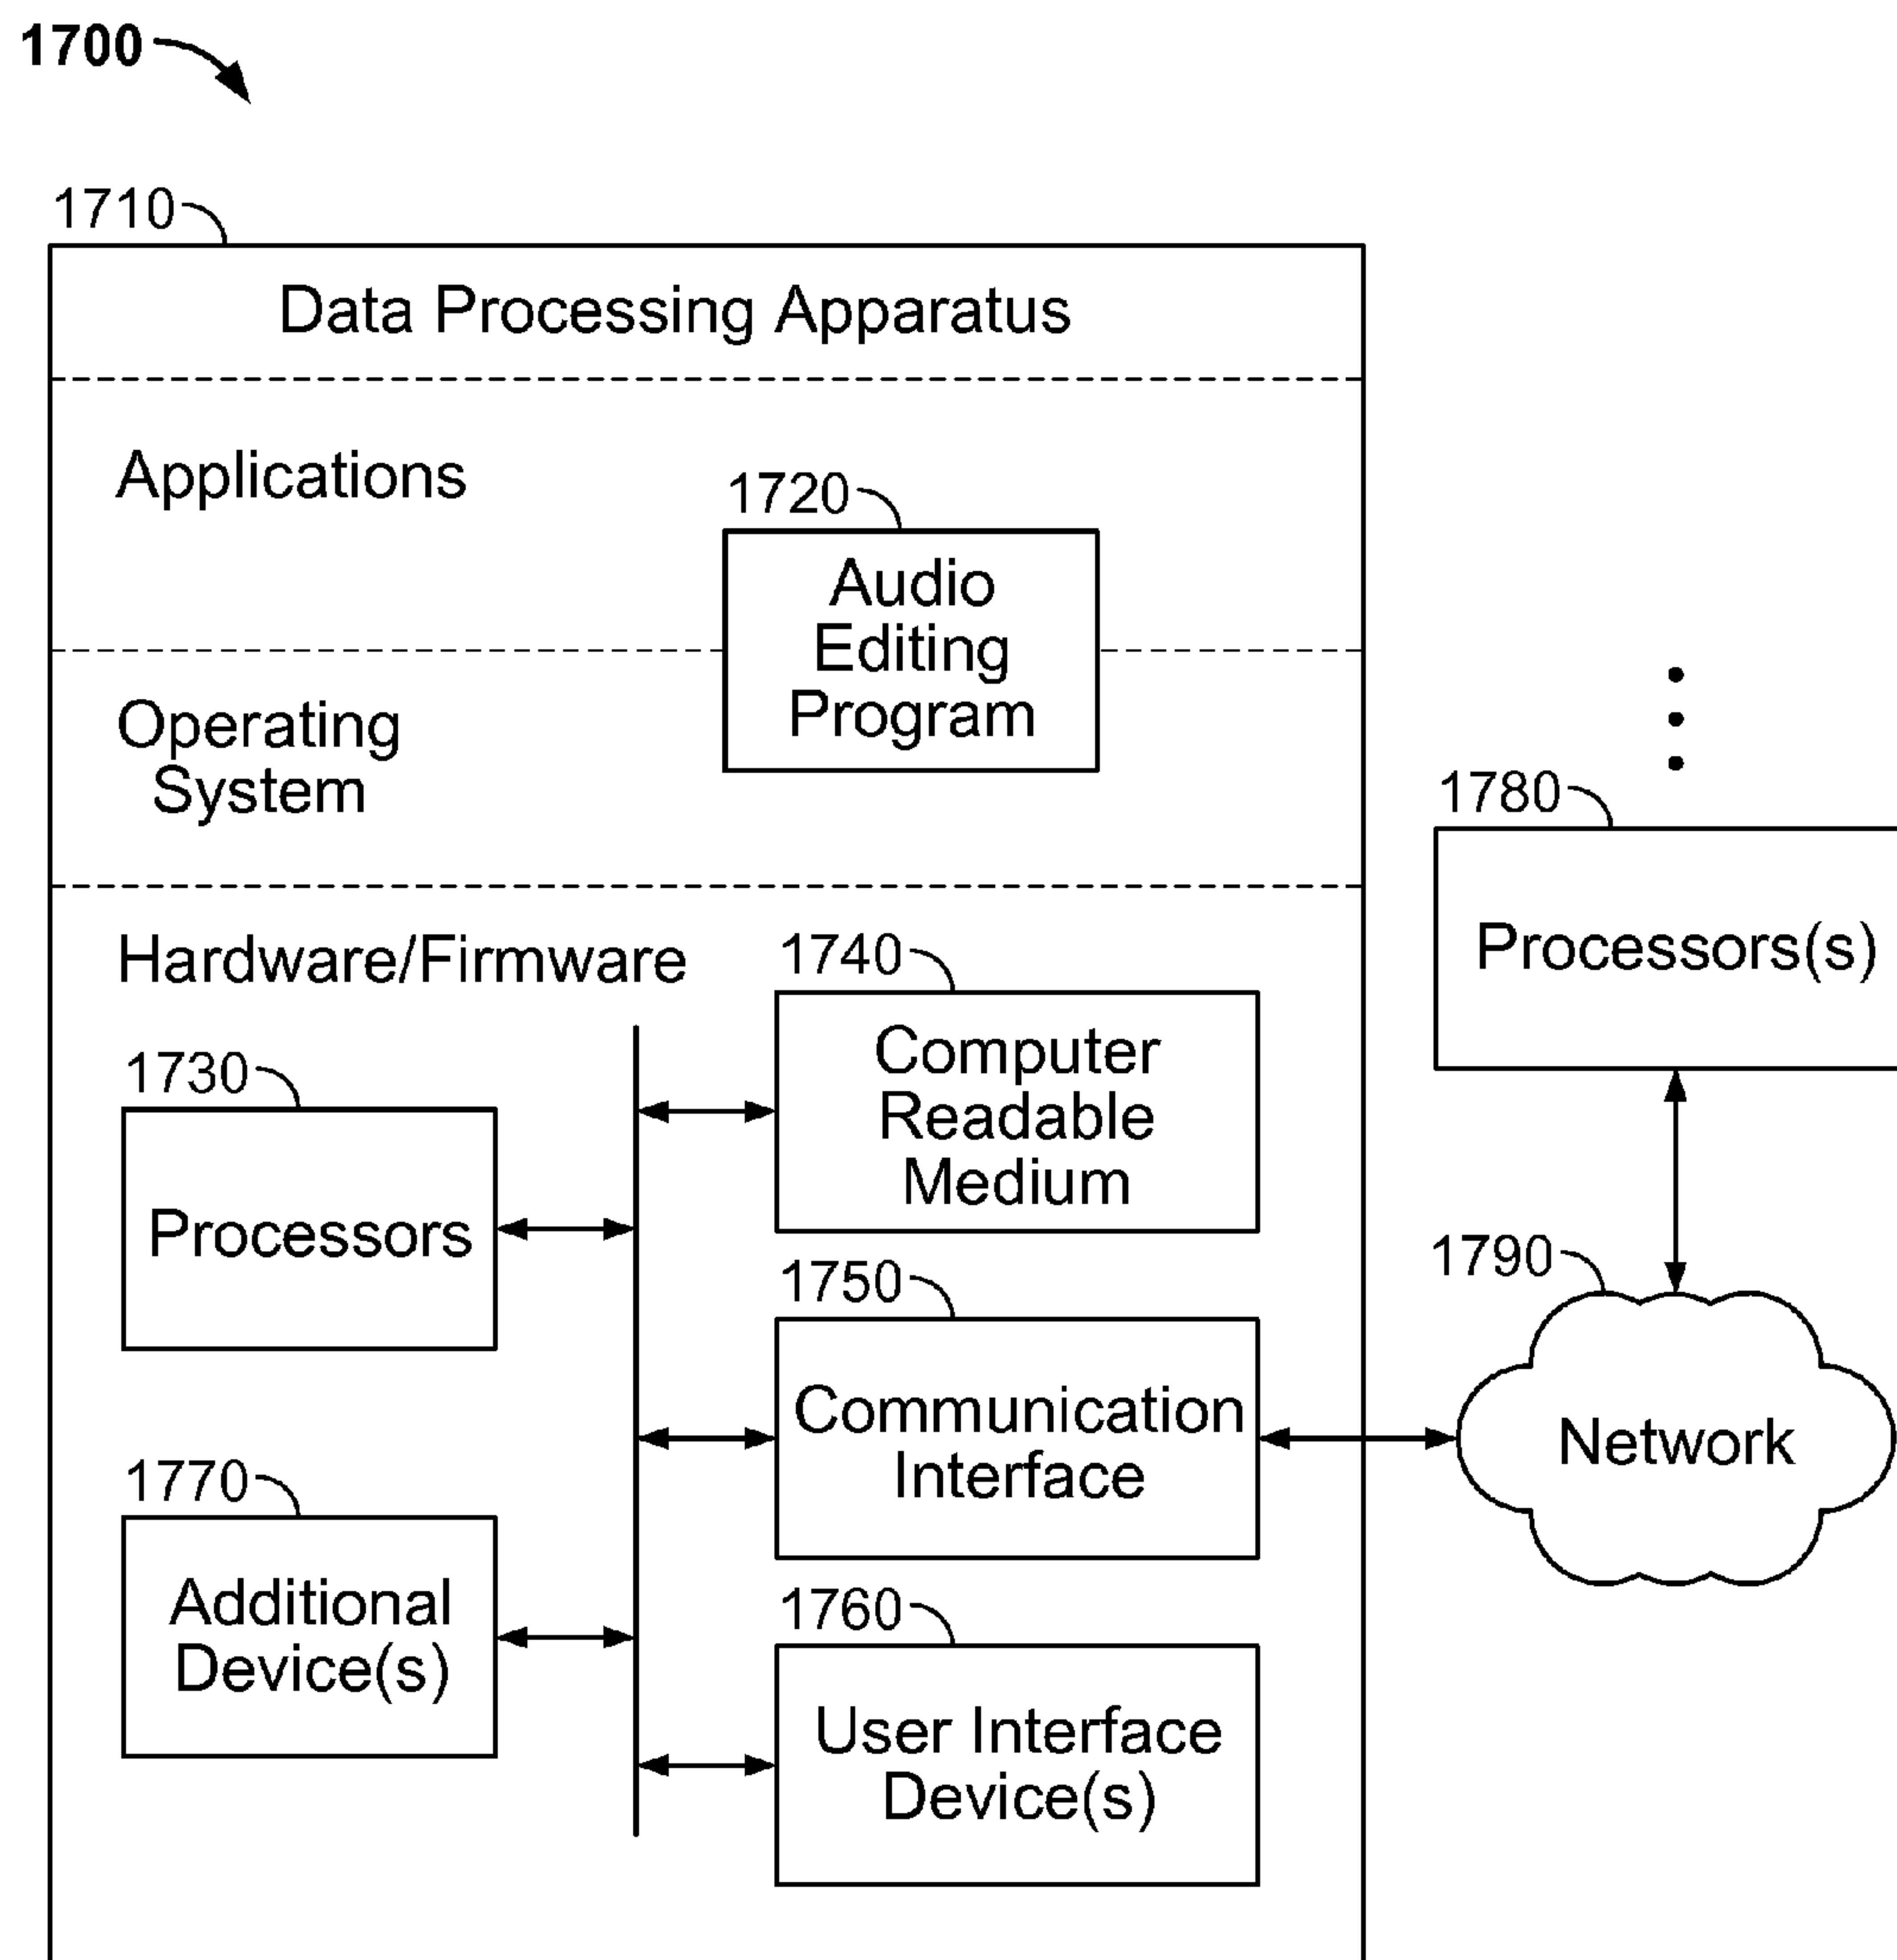 1700
1710
Data Processing Apparatus
Applications
1720
Audio
Editing
Program
Operating
System
1780
Processors(s)
Hardware/Firmware
1740
Computer
Readable
Medium
1730
Processors
1750
Communication
Interface
1790
Network
1770
Additional
Device(s)
1760
User Interface
Device(s)